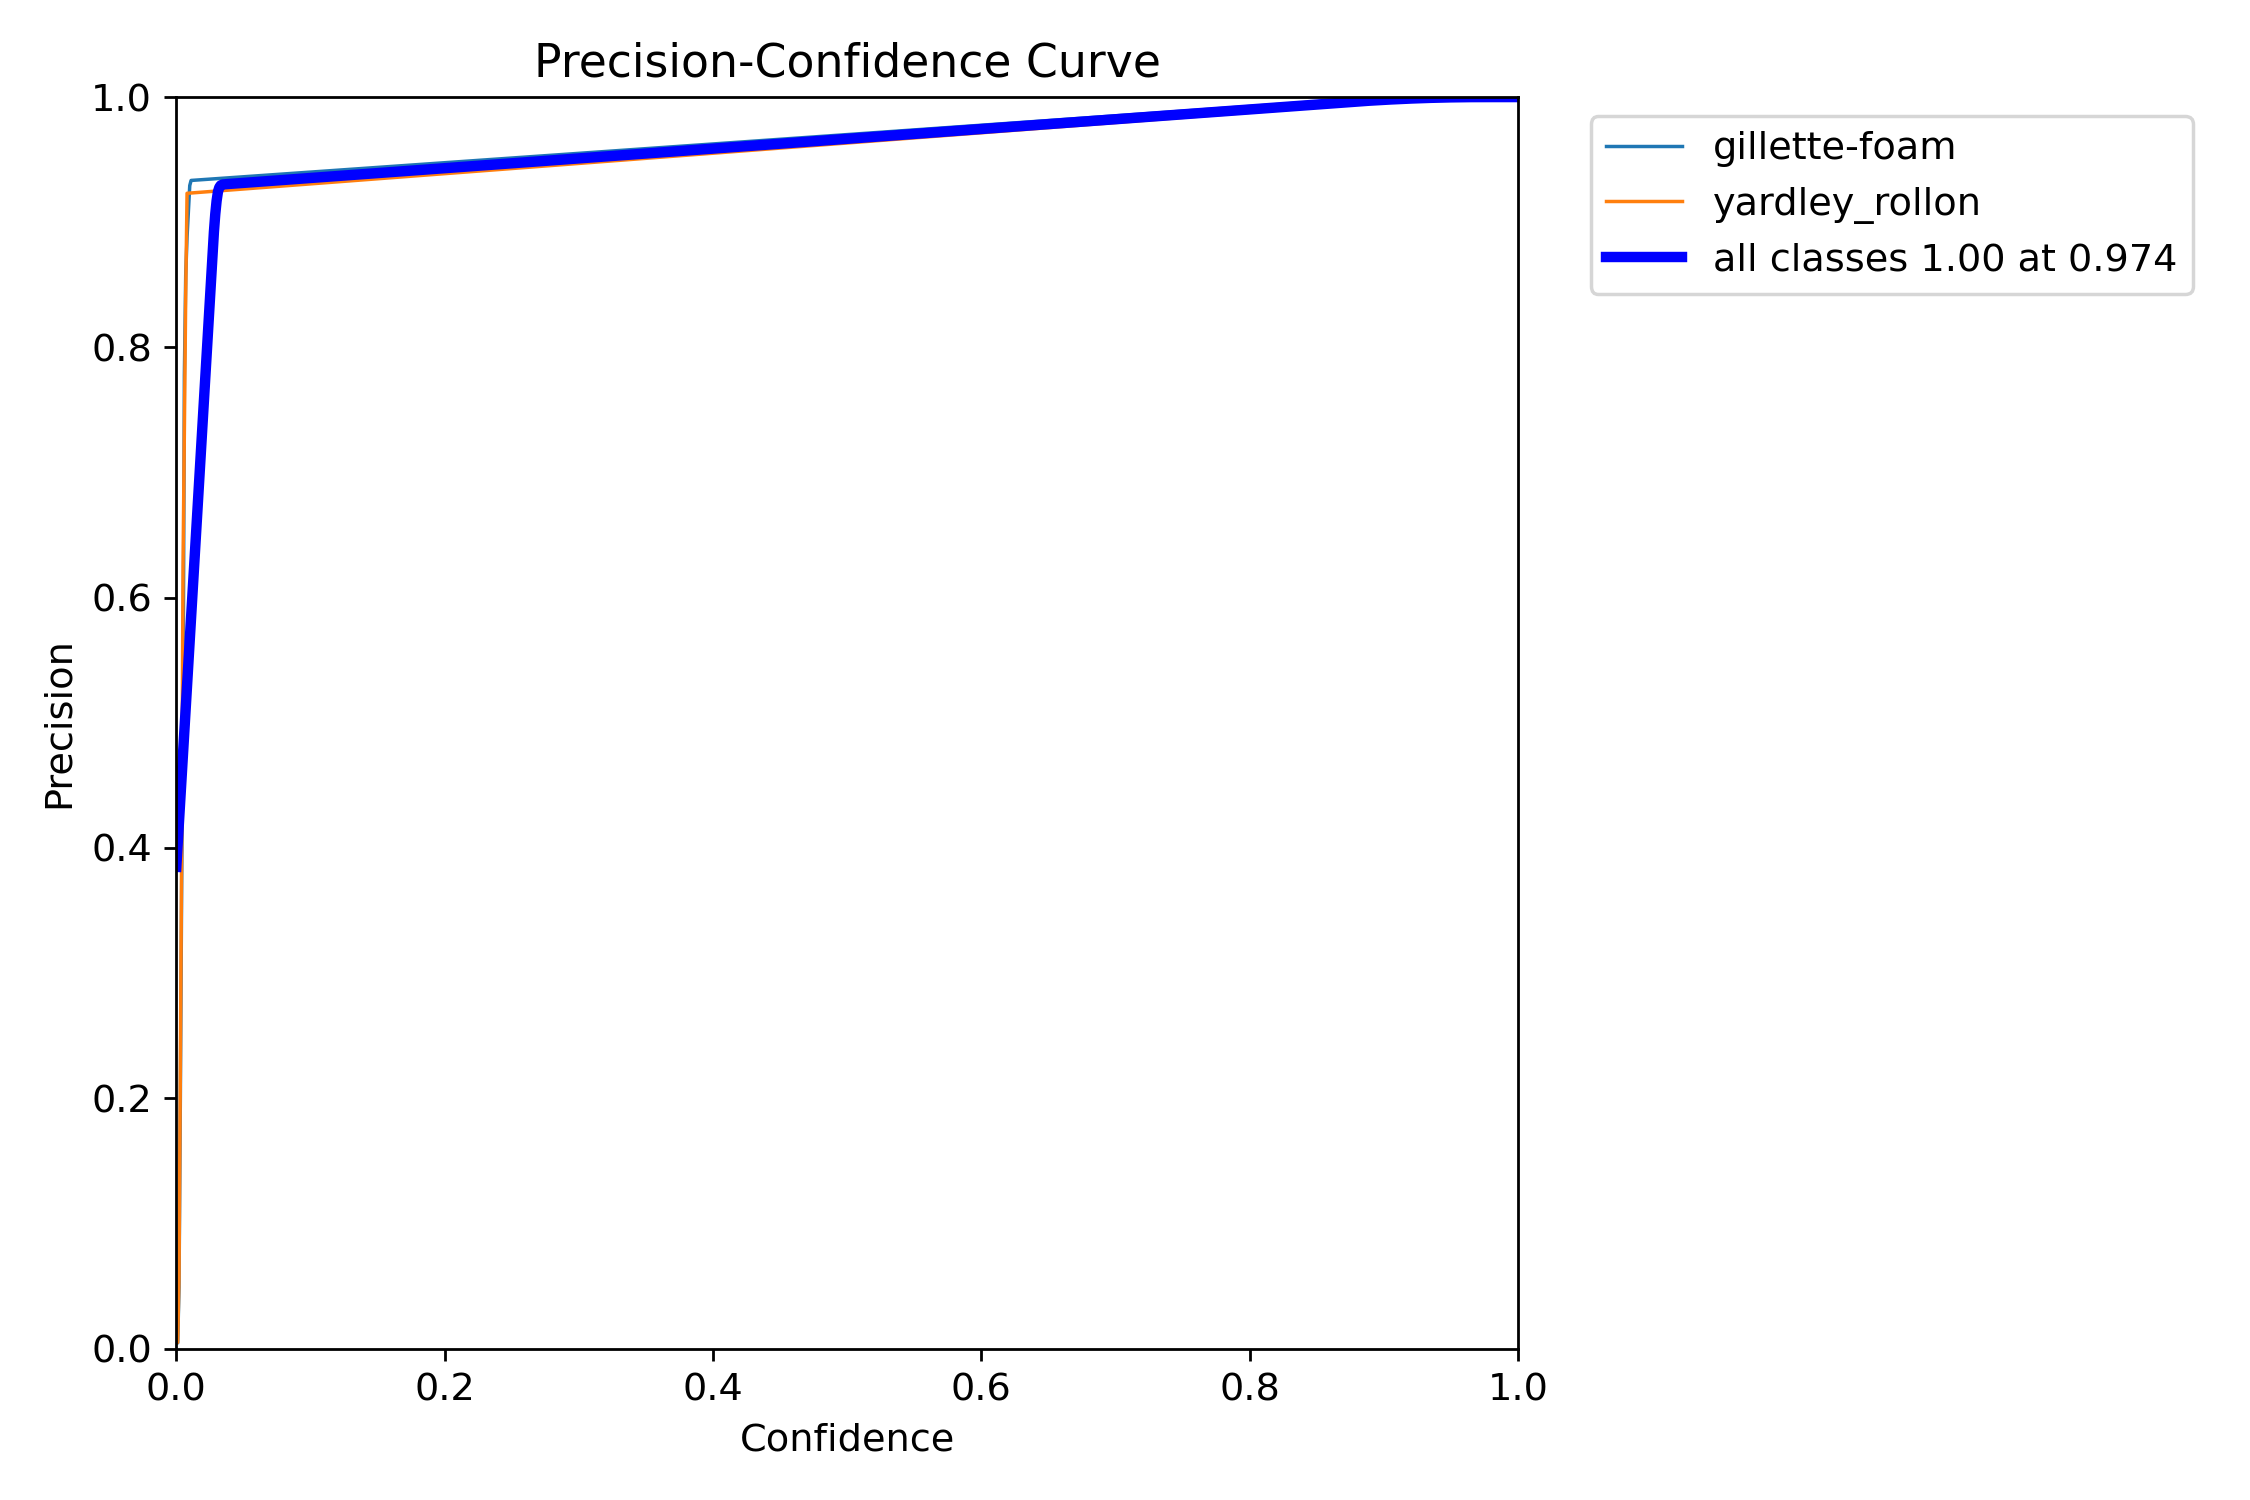 Precision-Confidence Curve
1.0
0.8
0.6
0.4
0.2
0.0
Precision
0.0 0.2 0.4 0.6 0.8 1.0
Confidence
gillette-foam
yardley_rollon
all classes 1.00 at 0.974